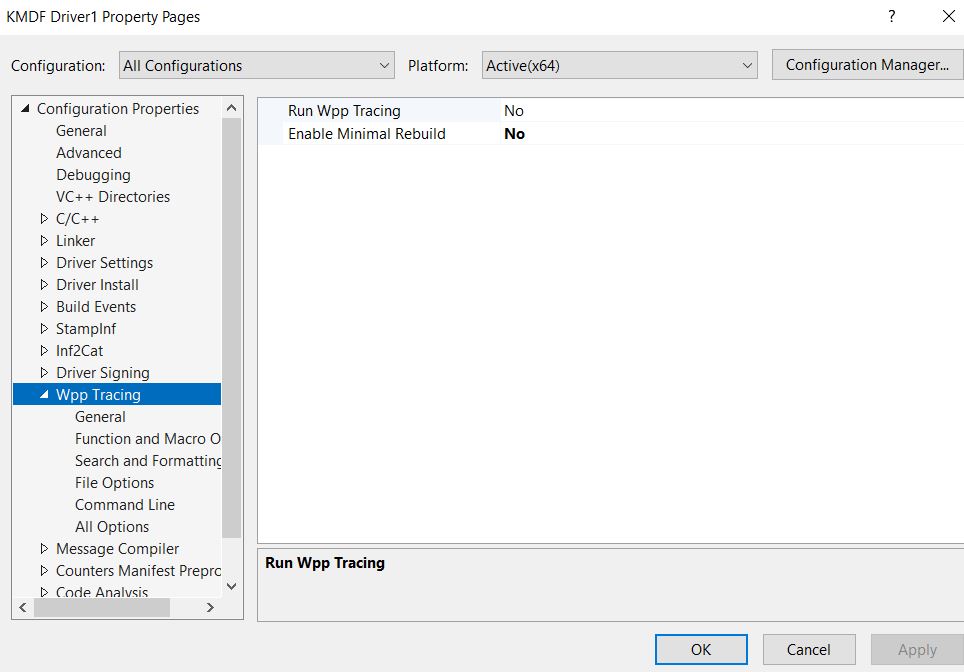 KMDF Driver1 Property Pages
?
Configuration: All Configurations Platform: Active(x64) Configuration Manager...
Configuration Properties
General
Advanced
Debugging
VC++ Directories
C/C++
Linker
Driver Settings
Driver Install
Build Events
StampInf
Inf2Cat
Driver Signing
Wpp Tracing
General
Function and Macro O
Search and Formatting
File Options
Command Line
All Options
Message Compiler
Counters Manifest Prepro
Code Analysis
Run Wpp Tracing No
Enable Minimal Rebuild No
Run Wpp Tracing
OK Cancel Apply